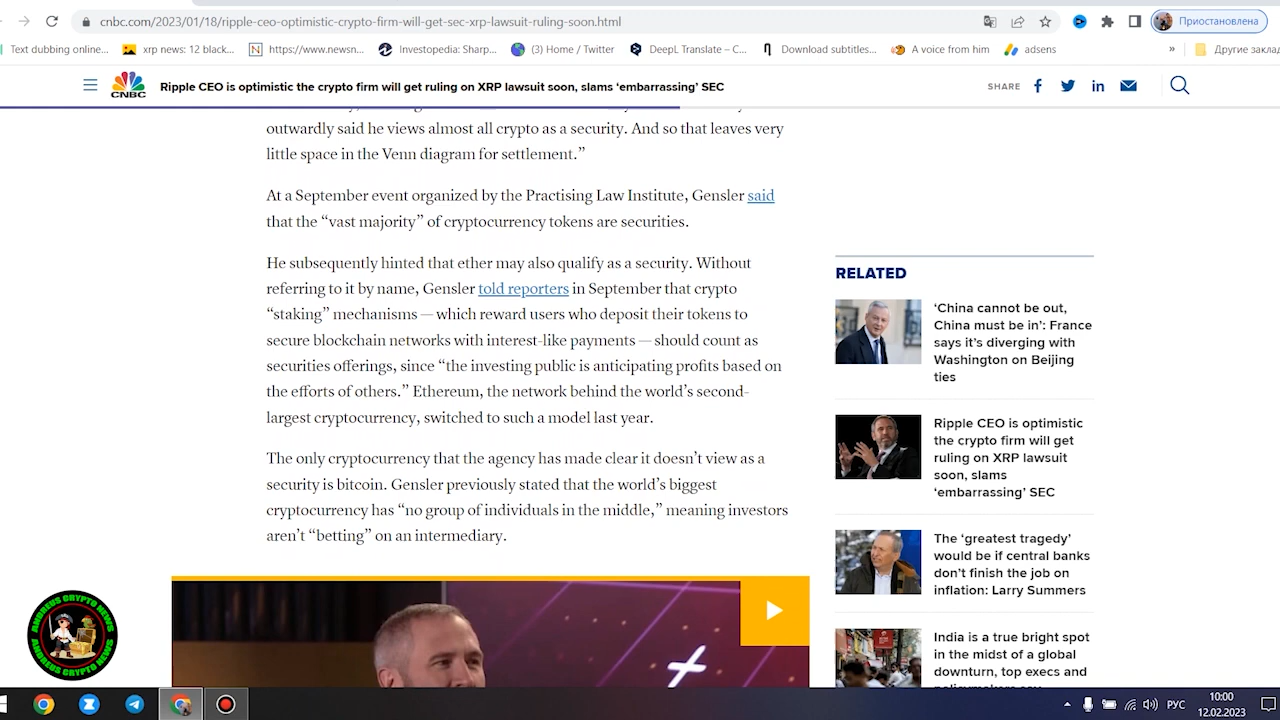 cnbc.com/2023/01/18/ripple-ceo-optimistic-crypto-firm-will-get-sec-xrp-lawsuit-ruling-soon.html
Приостановлена
Text dubbing online...
xrp news: 12 black...
https://www.newsn...
Investopedia: Sharp...
(3) Home / Twitter
DeepL Translate – C...
Download subtitles...
A voice from him
adsens
»
Другие закла
CNBC
Ripple CEO is optimistic the crypto firm will get ruling on XRP lawsuit soon, slams ‘embarrassing’ SEC
SHARE
outwardly said he views almost all crypto as a security. And so that leaves very
little space in the Venn diagram for settlement.”
At a September event organized by the Practising Law Institute, Gensler said
that the “vast majority” of cryptocurrency tokens are securities.
He subsequently hinted that ether may also qualify as a security. Without
referring to it by name, Gensler told reporters in September that crypto
“staking” mechanisms — which reward users who deposit their tokens to
secure blockchain networks with interest-like payments — should count as
securities offerings, since “the investing public is anticipating profits based on
the efforts of others.” Ethereum, the network behind the world’s second-
largest cryptocurrency, switched to such a model last year.
The only cryptocurrency that the agency has made clear it doesn’t view as a
security is bitcoin. Gensler previously stated that the world’s biggest
cryptocurrency has “no group of individuals in the middle,” meaning investors
aren’t “betting” on an intermediary.
RELATED
‘China cannot be out,
China must be in’: France
says it’s diverging with
Washington on Beijing
ties
Ripple CEO is optimistic
the crypto firm will get
ruling on XRP lawsuit
soon, slams
‘embarrassing’ SEC
The ‘greatest tragedy’
would be if central banks
don’t finish the job on
inflation: Larry Summers
India is a true bright spot
in the midst of a global
downturn, top execs and
ANDREUS CRYPTO NEWS
ANDREUS CRYPTO NEWS
РУС
10:00
12.02.2023